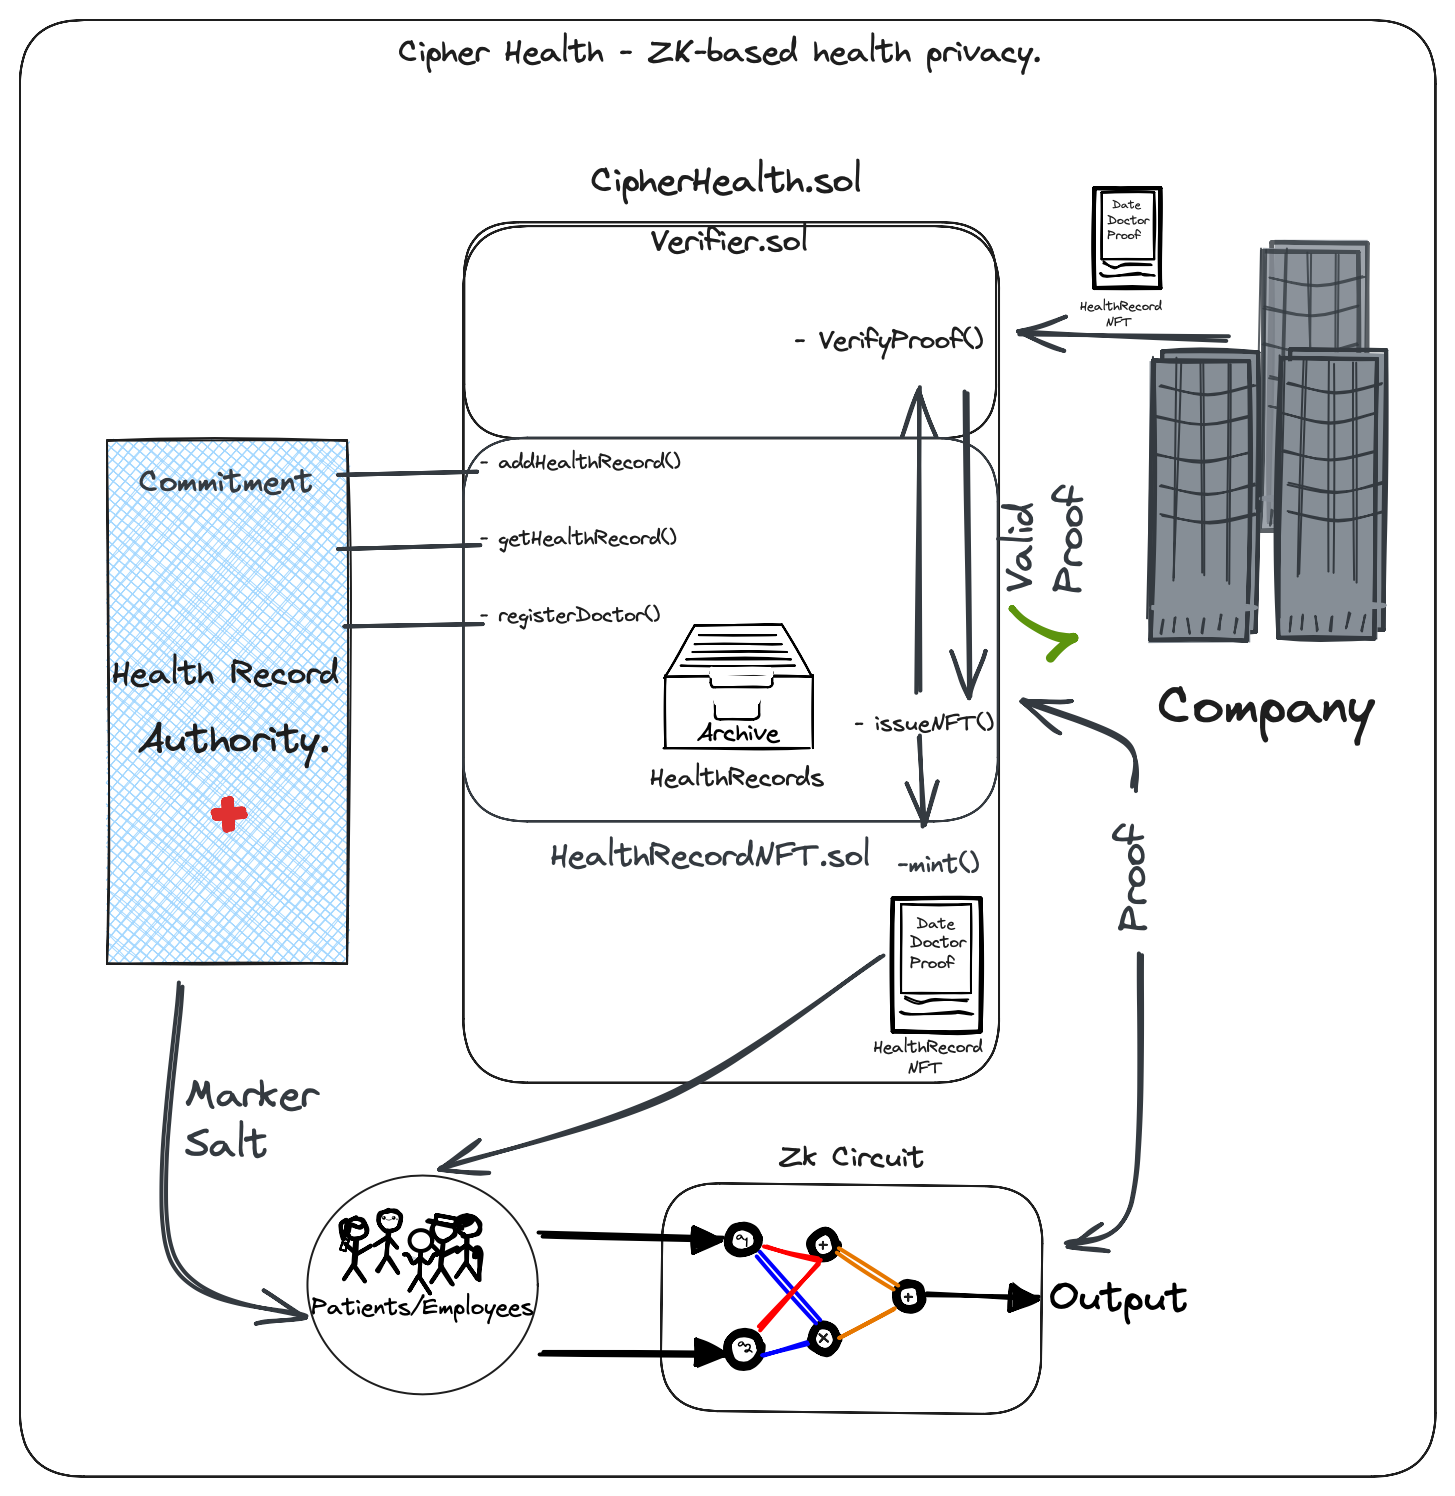 Cipher Health - ZK-based health privacy.
CipherHealth.sol
Verifier.sol
- VerifyProof()
Date
Doctor
Proof
HealthRecord
NFT
Commitment
- addHealthRecord()
- getHealthRecord()
- registerDoctor()
Health Record
Authority.
Archive
HealthRecords
- issueNFT()
Valid
Proof
Company
HealthRecordNFT.sol
-mint()
Date
Doctor
Proof
HealthRecord
NFT
Proof
Marker
Salt
Patients/Employees
Zk Circuit
a1
+
+
a2
×
Output